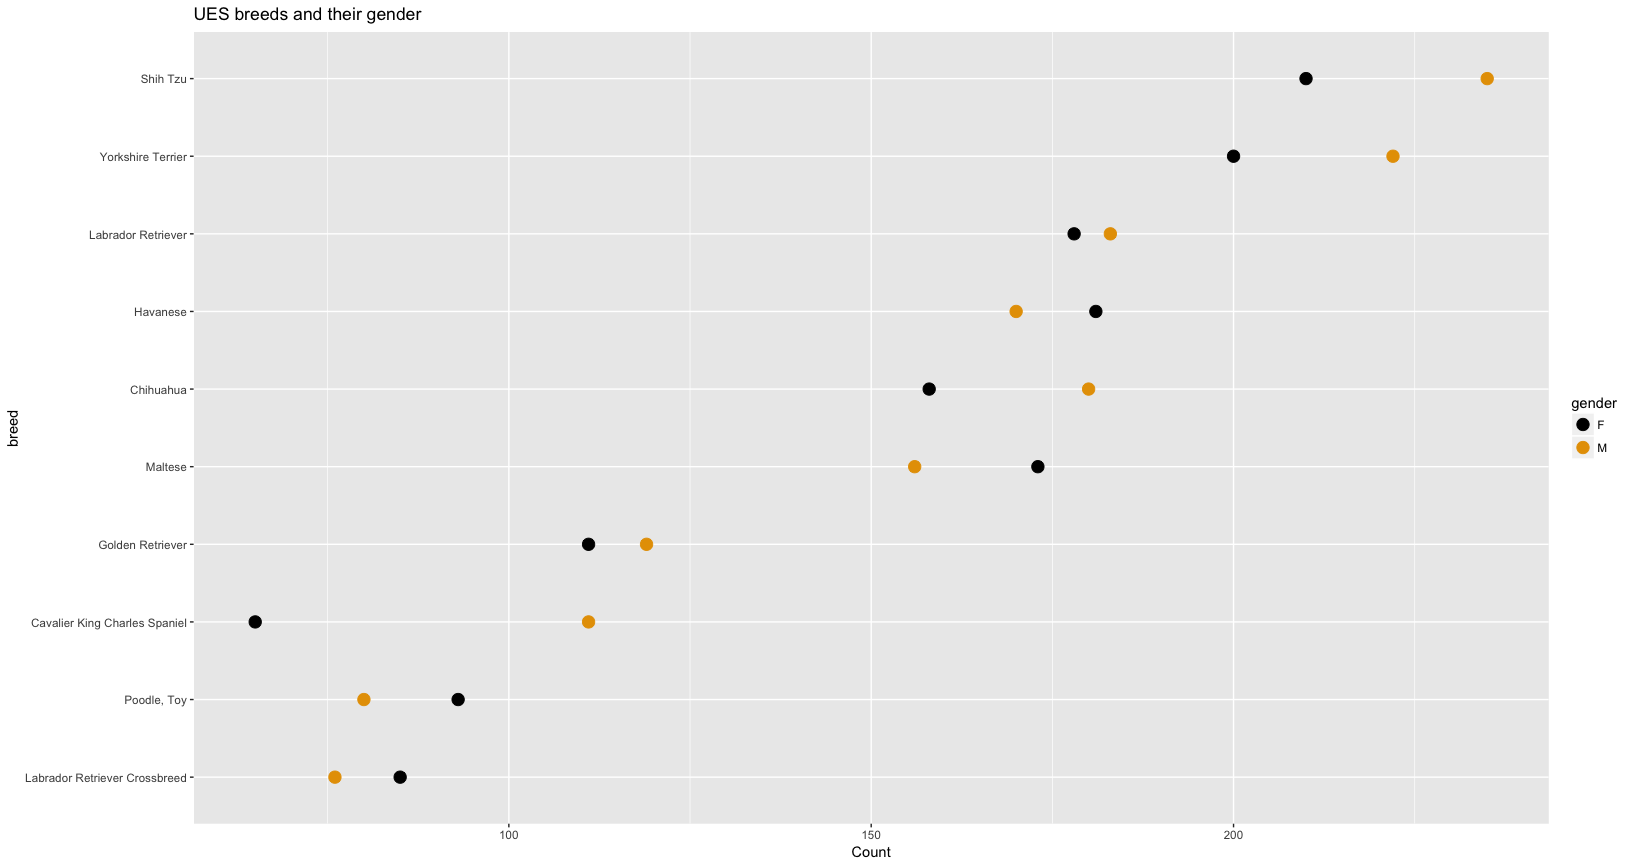 UES breeds and their gender
Shih Tzu
Yorkshire Terrier
Labrador Retriever
Havanese
Chihuahua
Maltese
Golden Retriever
Cavalier King Charles Spaniel
Poodle, Toy
Labrador Retriever Crossbreed
breed
100 150 200
Count
gender
F
M